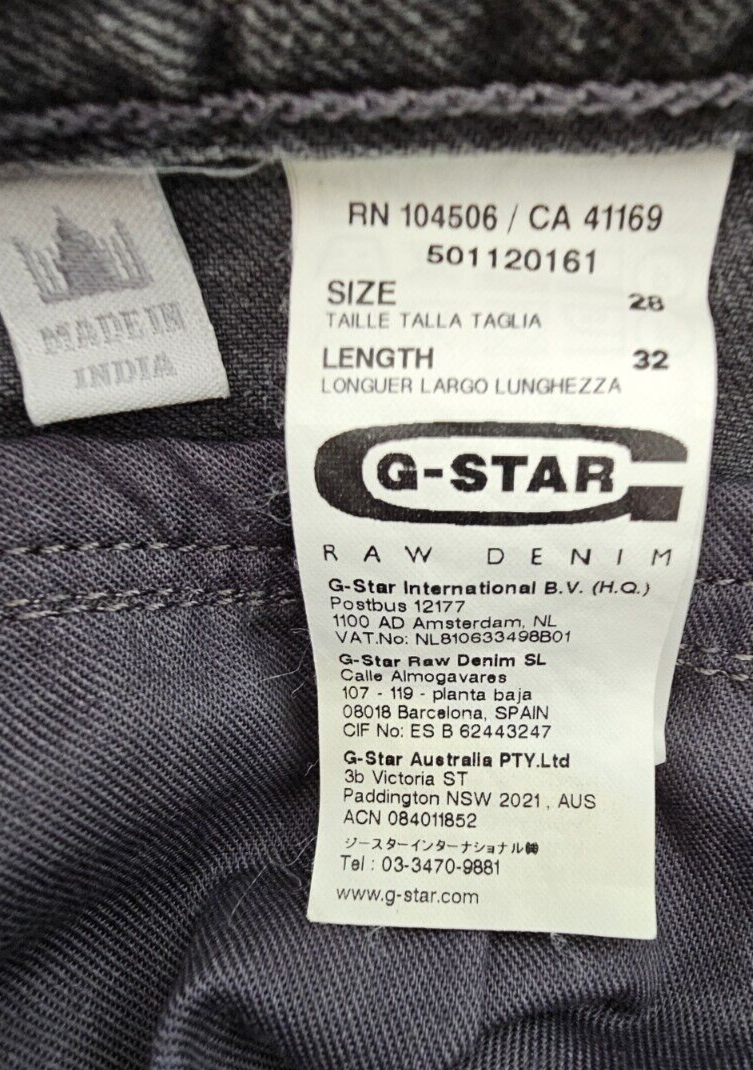 MADE IN
INDIA
RN 104506 / CA 41169
501120161
SIZE 28
TAILLE TALLA TAGLIA
LENGTH 32
LONGUER LARGO LUNGHEZZA
G-STAR
RAW DENIM
G-Star International B.V. (H.Q.)
Postbus 12177
1100 AD Amsterdam, NL
VAT.No: NL810633498B01
G-Star Raw Denim SL
Calle Almogavares
107 - 119 - planta baja
08018 Barcelona, SPAIN
CIF No: ES B 62443247
G-Star Australia PTY.Ltd
3b Victoria ST
Paddington NSW 2021, AUS
ACN 084011852
ジースターインターナショナル㈱
Tel : 03-3470-9881
www.g-star.com